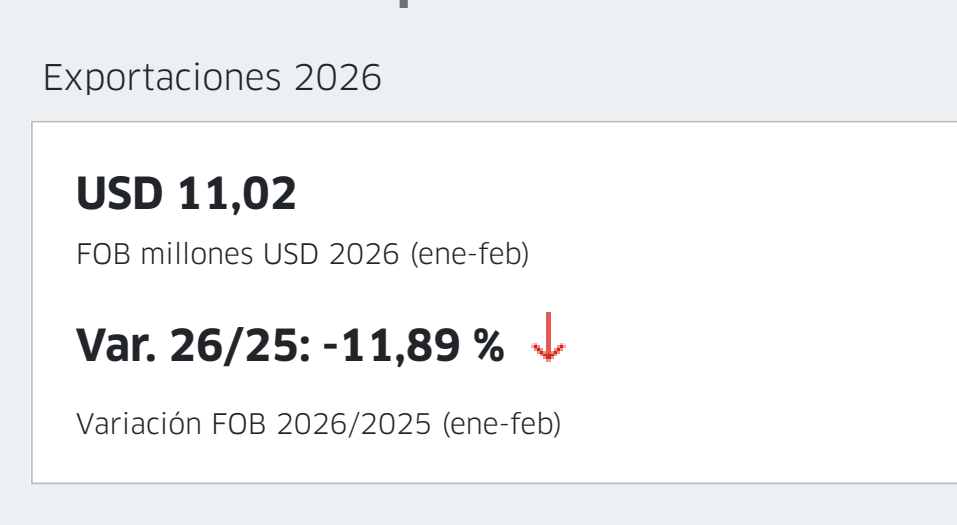 Exportaciones 2026
USD 11,02
FOB millones USD 2026 (ene-feb)
Var. 26/25: -11,89 %
Variación FOB 2026/2025 (ene-feb)